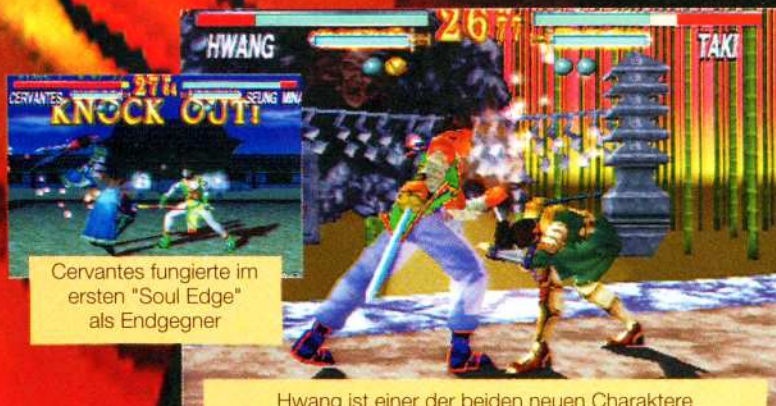 HWANG
26
TAKI
27
CERVANTES
SEUNG MINA
KNOCK OUT!
Cervantes fungierte im
ersten "Soul Edge"
als Endgegner
Hwang ist einer der beiden neuen Charaktere